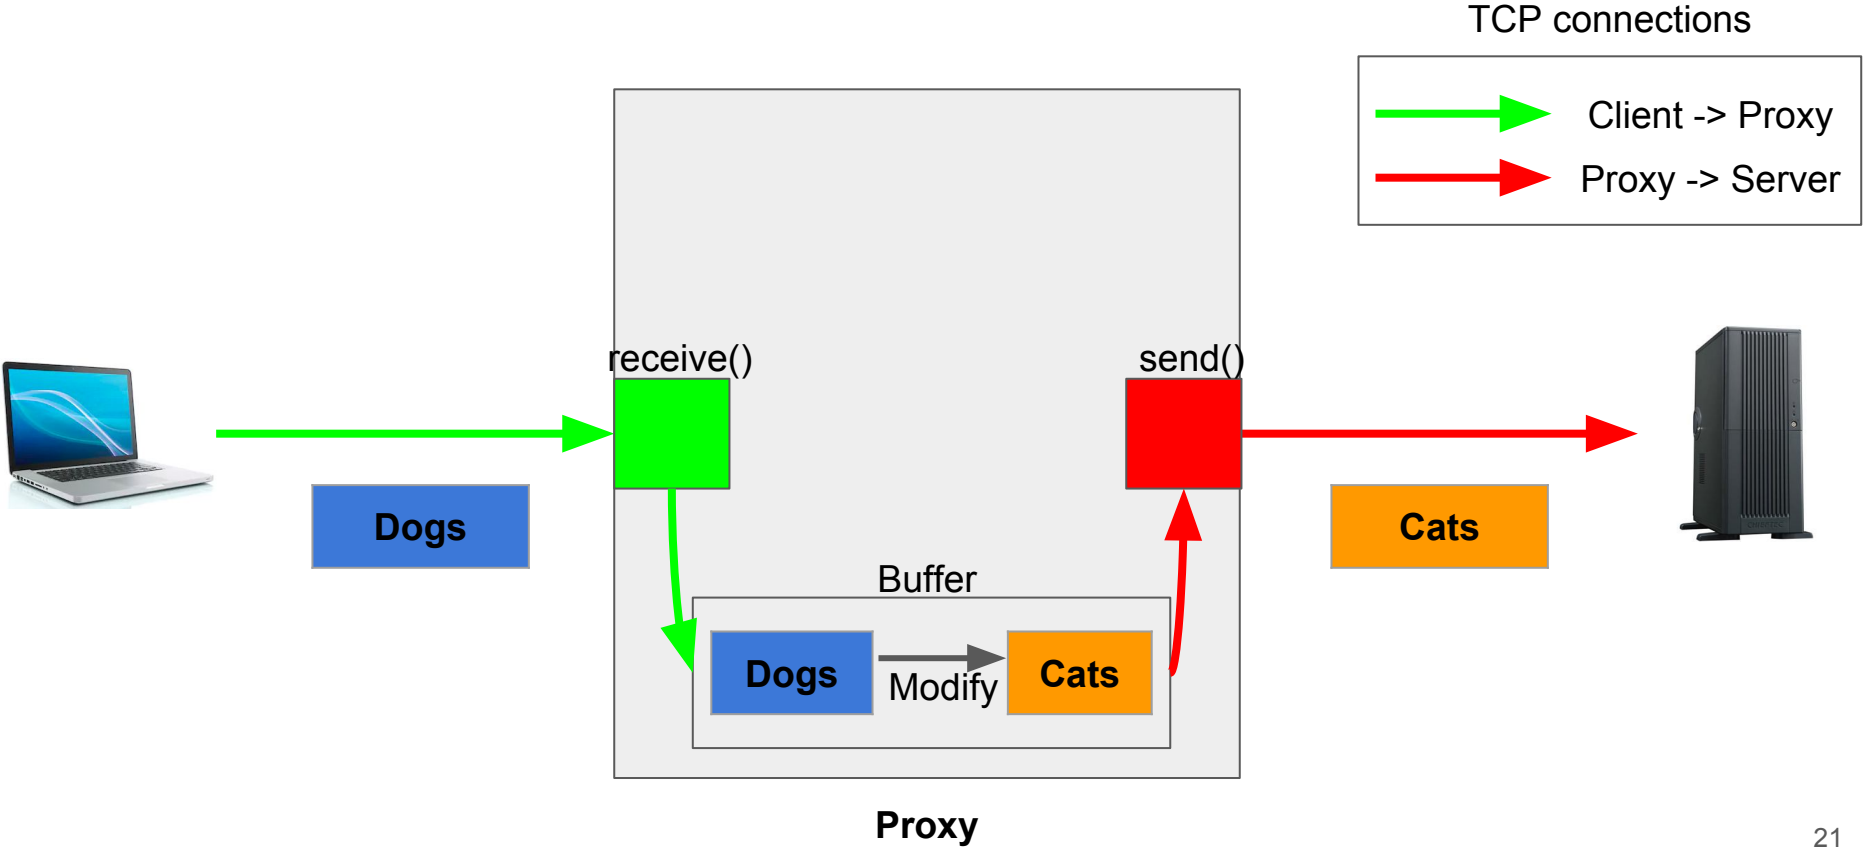 TCP connections
Client -> Proxy
Proxy -> Server
receive()
send()
Dogs
Cats
Buffer
Dogs
Modify
Cats
Proxy
21